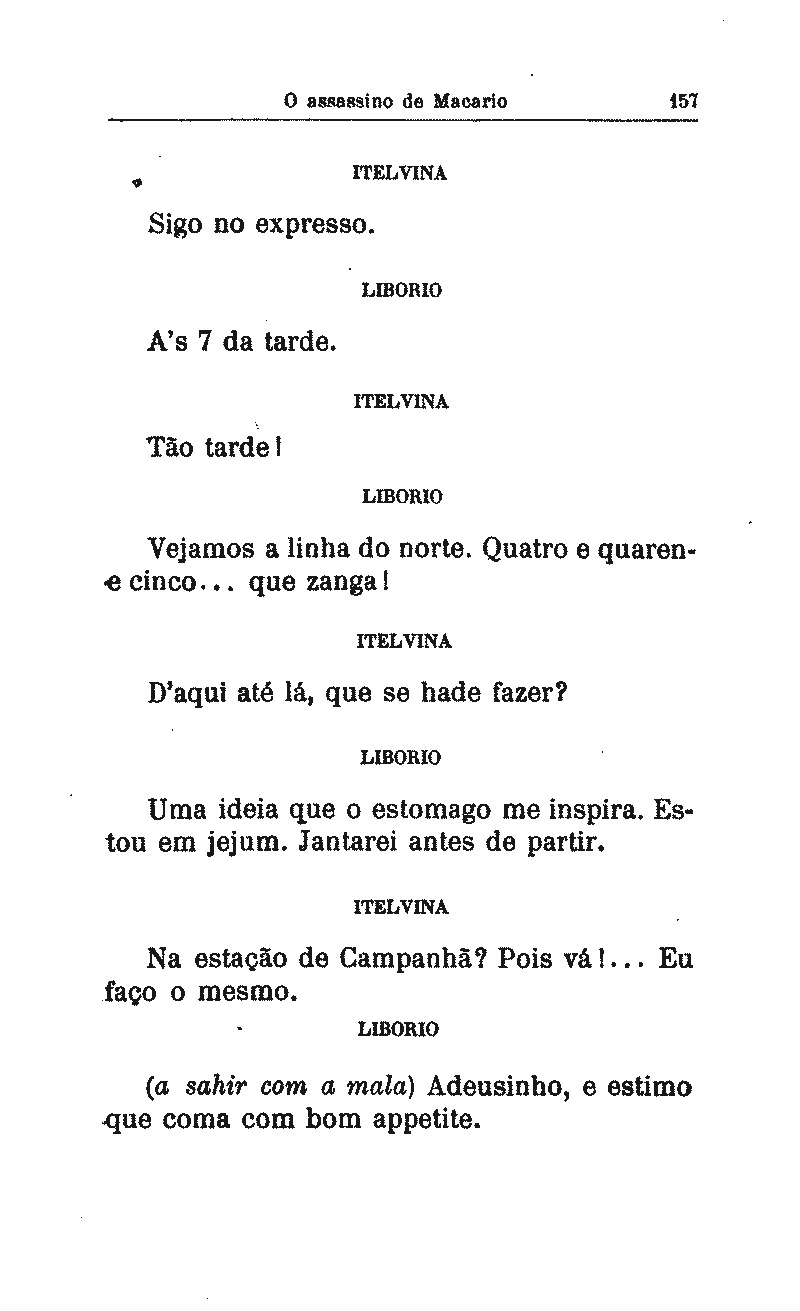 O assassino de Macario 157
ITELVINA
Sigo no expresso.
LIBORIO
A's 7 da tarde.
ITELVINA
Tão tarde!
LIBORIO
Vejamos a linha do norte. Quatro e quaren-
e cinco... que zanga!
ITELVINA
D'aqui até lá, que se hade fazer?
LIBORIO
Uma ideia que o estomago me inspira. Es-
tou em jejum. Jantarei antes de partir.
ITELVINA
Na estação de Campanhã? Pois vá!... Eu
faço o mesmo.
LIBORIO
(a sahir com a mala) Adeusinho, e estimo
que coma com bom appetite.